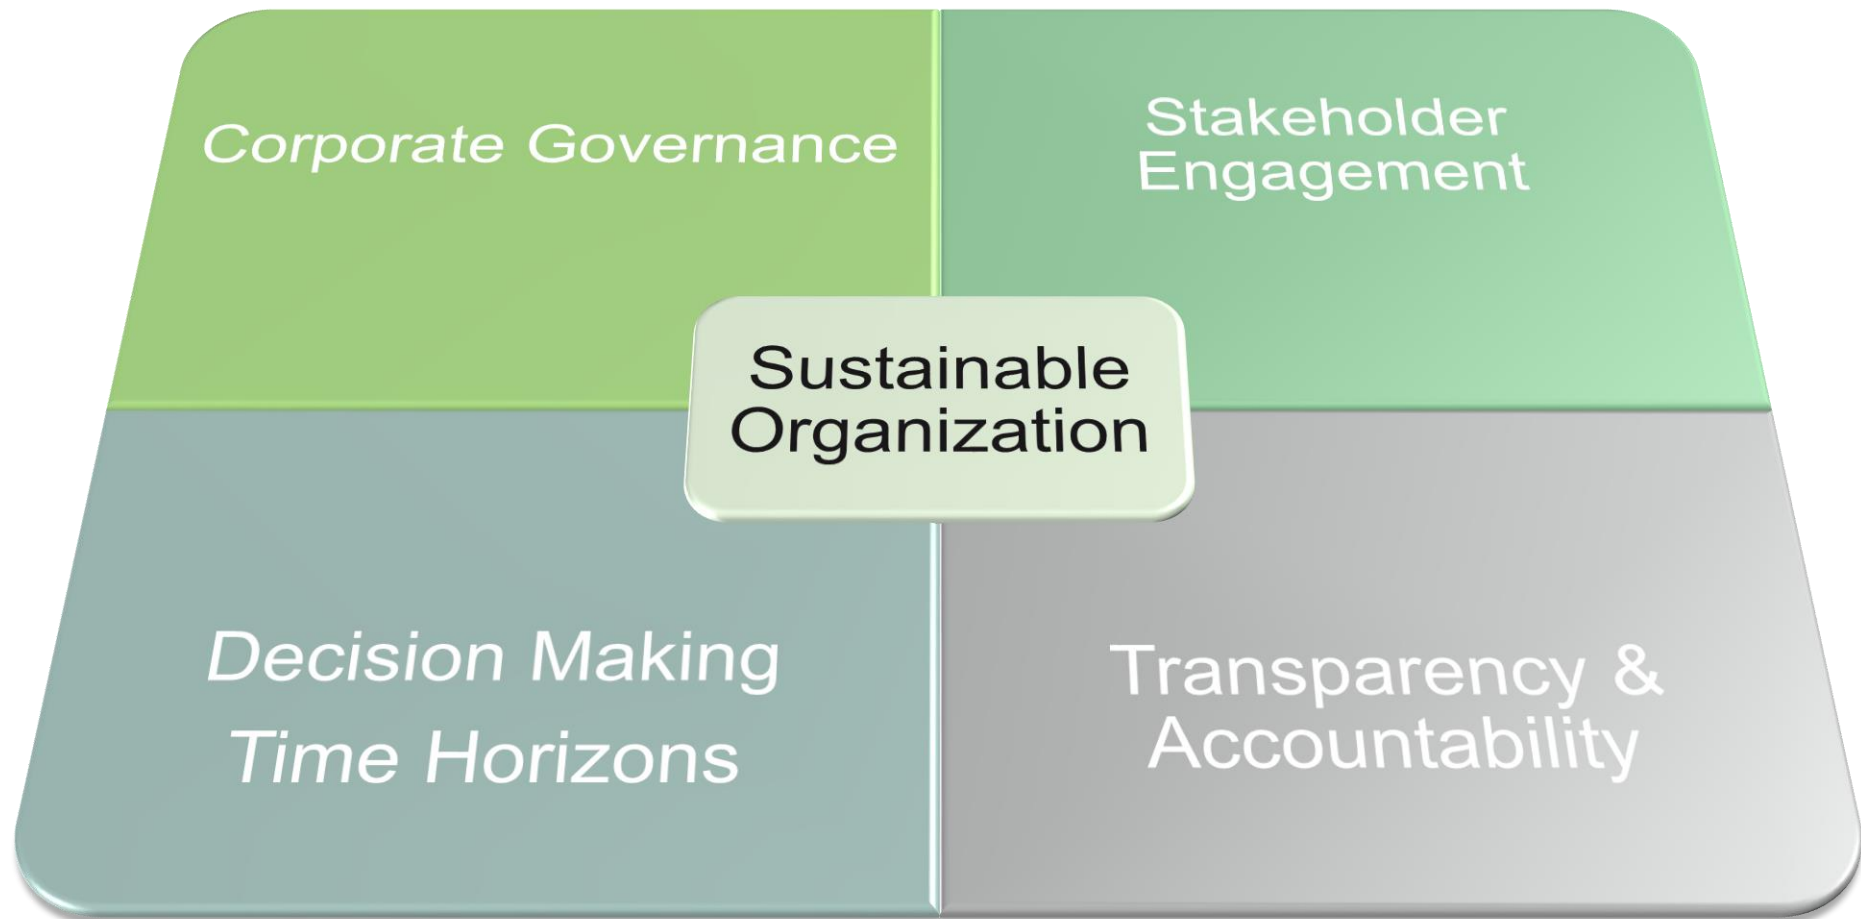 Corporate Governance
Stakeholder
Engagement
Sustainable
Organization
Decision Making
Time Horizons
Transparency &
Accountability